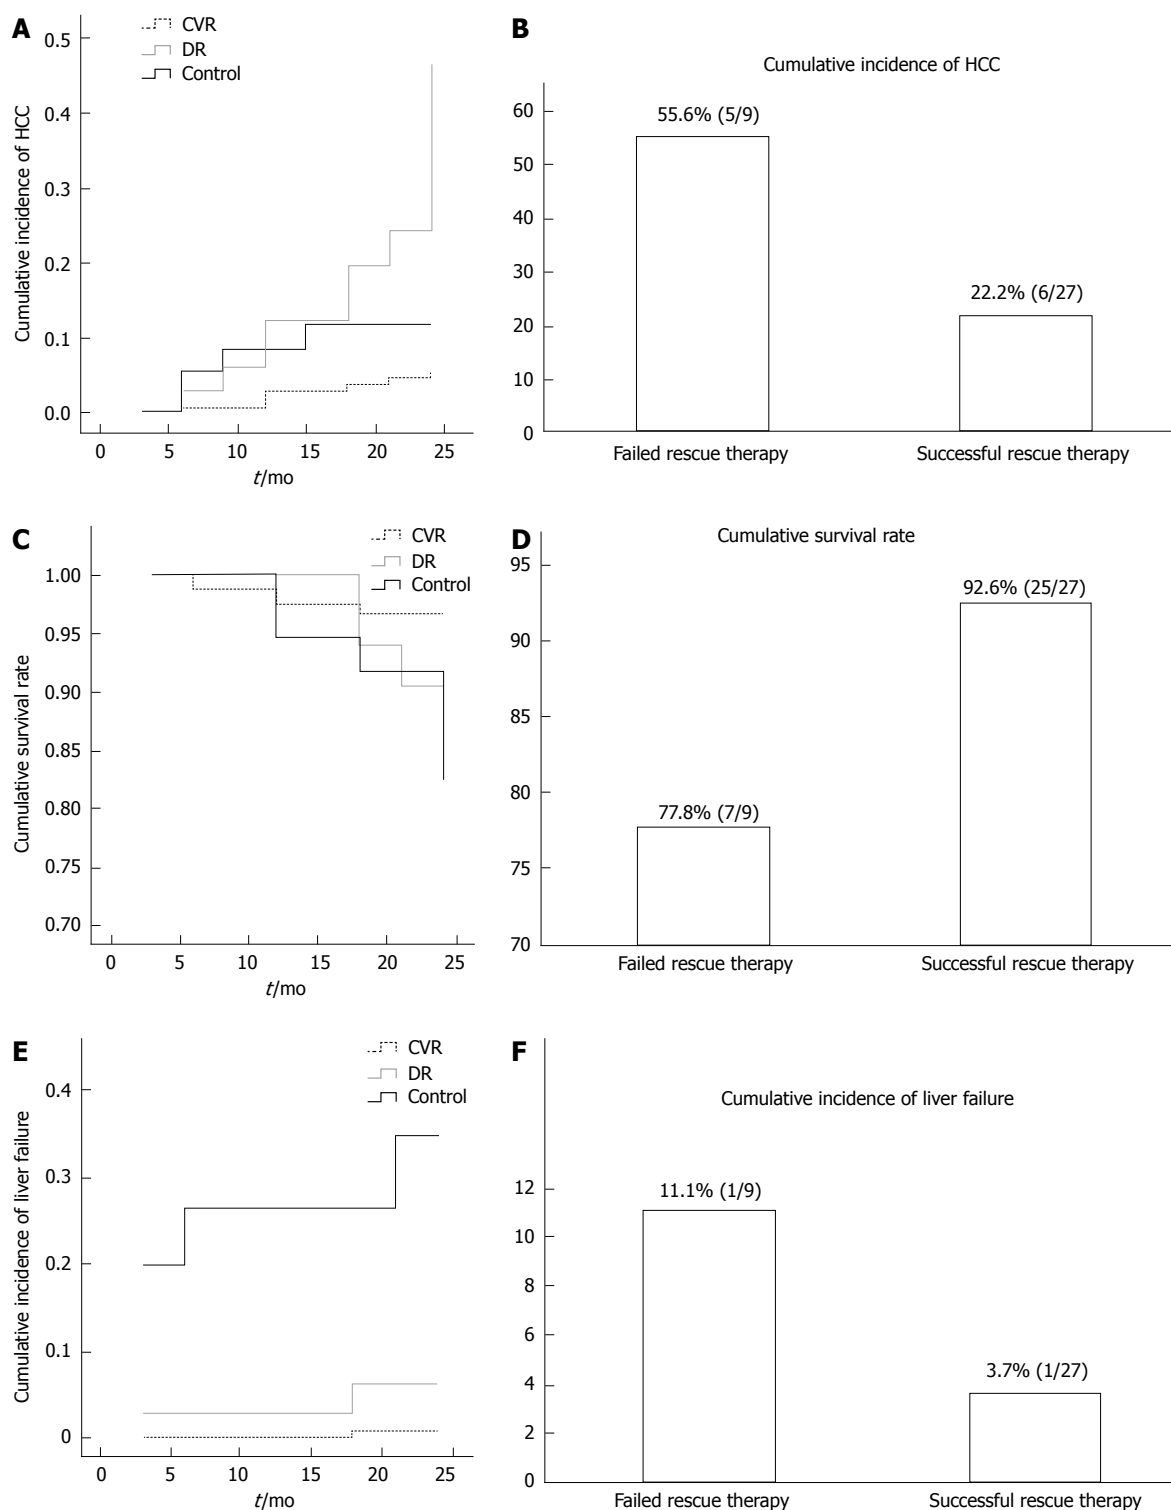 A
CVR
DR
Control
Cumulative incidence of HCC
0.5
0.4
0.3
0.2
0.1
0.0
0 5 10 15 20 25
t/mo
B
Cumulative incidence of HCC
60
50
40
30
20
10
0
55.6% (5/9)
22.2% (6/27)
Failed rescue therapy Successful rescue therapy
C
CVR
DR
Control
Cumulative survival rate
1.00
0.95
0.90
0.85
0.80
0.75
0.70
0 5 10 15 20 25
t/mo
D
Cumulative survival rate
95
90
85
80
75
70
77.8% (7/9)
92.6% (25/27)
Failed rescue therapy Successful rescue therapy
E
CVR
DR
Control
Cumulative incidence of liver failure
0.4
0.3
0.2
0.1
0
0 5 10 15 20 25
t/mo
F
Cumulative incidence of liver failure
12
10
8
6
4
2
0
11.1% (1/9)
3.7% (1/27)
Failed rescue therapy Successful rescue therapy